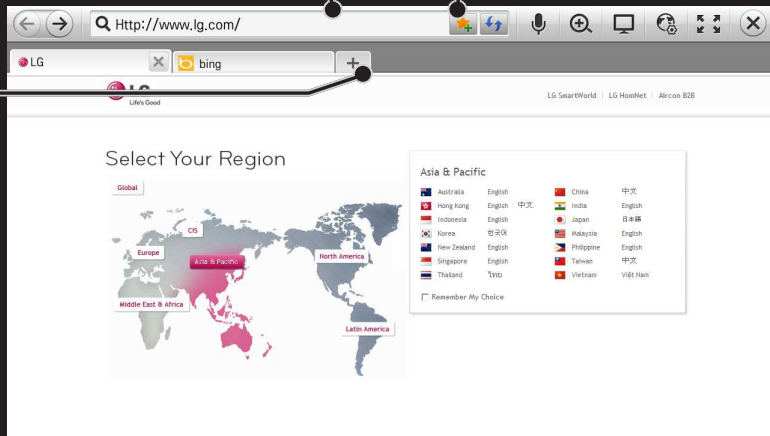 Http://www.lg.com/
LG
bing
LG
Life's Good
LG SmartWorld | LG HomNet | Aircon B2B
Select Your Region
Global
CIS
Europe
Asia & Pacific
North America
Middle East & Africa
Latin America
Asia & Pacific
Australia English
China 中文
Hong Kong English 中文
India English
Indonesia English
Japan 日本語
Korea 한국어
Malaysia English
New Zealand English
Philippine English
Singapore English
Taiwan 中文
Thailand ไทย
Vietnam Việt Nam
Remember My Choice